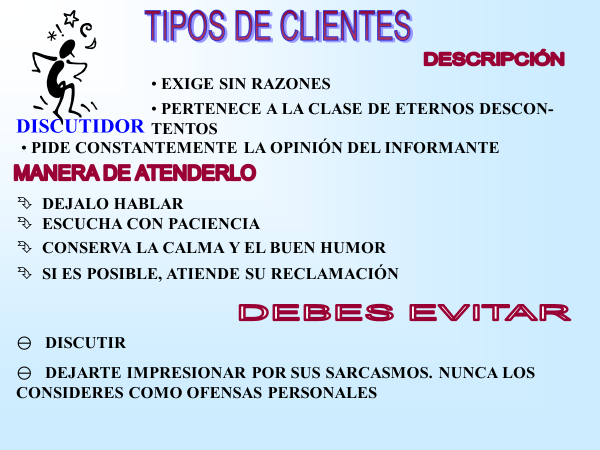 TIPOS DE CLIENTES
DESCRIPCIÓN
• EXIGE SIN RAZONES
• PERTENECE A LA CLASE DE ETERNOS DESCON-
DISCUTIDOR TENTOS
• PIDE CONSTANTEMENTE LA OPINIÓN DEL INFORMANTE
MANERA DE ATENDERLO
DEJALO HABLAR
ESCUCHA CON PACIENCIA
CONSERVA LA CALMA Y EL BUEN HUMOR
SI ES POSIBLE, ATIENDE SU RECLAMACIÓN
DEBES EVITAR
DISCUTIR
DEJARTE IMPRESIONAR POR SUS SARCASMOS. NUNCA LOS
CONSIDERES COMO OFENSAS PERSONALES